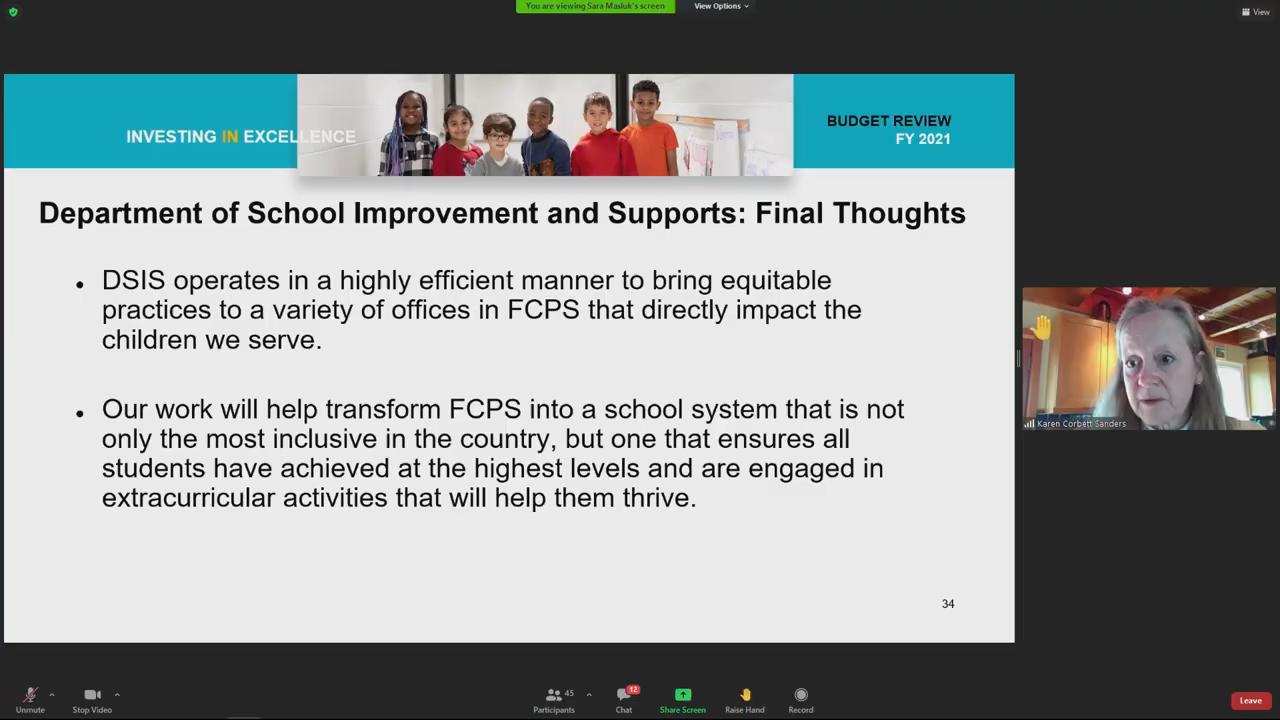 You are viewing Sara Masluk's screen
View Options
View
INVESTING IN EXCELLENCE
BUDGET REVIEW
FY 2021
Department of School Improvement and Supports: Final Thoughts
• DSIS operates in a highly efficient manner to bring equitable
practices to a variety of offices in FCPS that directly impact the
children we serve.
• Our work will help transform FCPS into a school system that is not
only the most inclusive in the country, but one that ensures all
students have achieved at the highest levels and are engaged in
extracurricular activities that will help them thrive.
34
Karen Corbett Sanders
Unmute
Stop Video
45
Participants
12
Chat
Share Screen
Raise Hand
Record
Leave